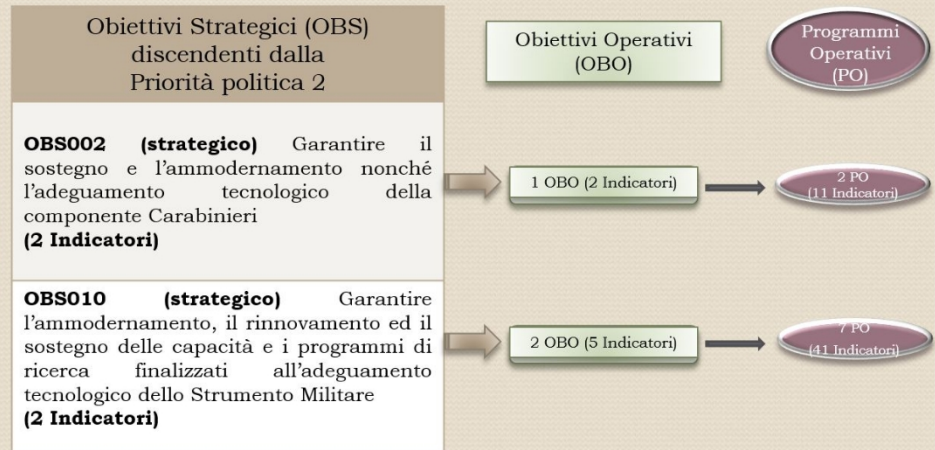 Obiettivi Strategici (OBS)
discendenti dalla
Priorità politica 2
Obiettivi Operativi
(OBO)
Programmi
Operativi
(PO)
OBS002 (strategico) Garantire il
sostegno e l'ammodernamento nonché
l'adeguamento tecnologico della
componente Carabinieri
(2 Indicatori)
1 OBO (2 Indicatori)
2 PO
(11 Indicatori)
OBS010 (strategico) Garantire
l'ammodernamento, il rinnovamento ed il
sostegno delle capacità e i programmi di
ricerca finalizzati all'adeguamento
tecnologico dello Strumento Militare
(2 Indicatori)
2 OBO (5 Indicatori)
7 PO
(41 Indicatori)